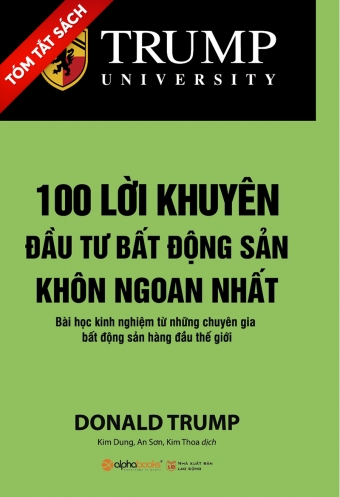 TÓM TẮT SÁCH
TRUMP
UNIVERSITY
100 LỜI KHUYÊN
ĐẦU TƯ BẤT ĐỘNG SẢN
KHÔN NGOAN NHẤT
Bài học kinh nghiệm từ những chuyên gia
bất động sản hàng đầu thế giới
DONALD TRUMP
Kim Dung, An Sơn, Kim Thoa dịch
alphabooks
NHÀ XUẤT BẢN
LAO ĐỘNG